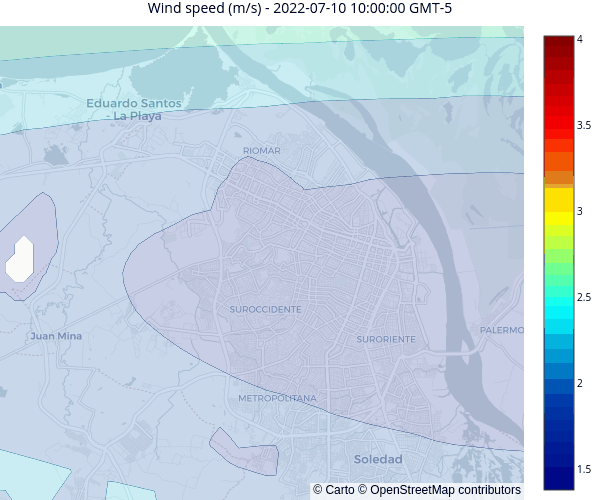 Wind speed (m/s) - 2022-07-10 10:00:00 GMT-5
4
3.5
3
2.5
2
1.5
Eduardo Santos
- La Playa
RIOMAR
SUROCCIDENTE
Juan Mina
SURORIENTE
PALERMO
METROPOLITANA
Soledad
© Carto © OpenStreetMap contributors